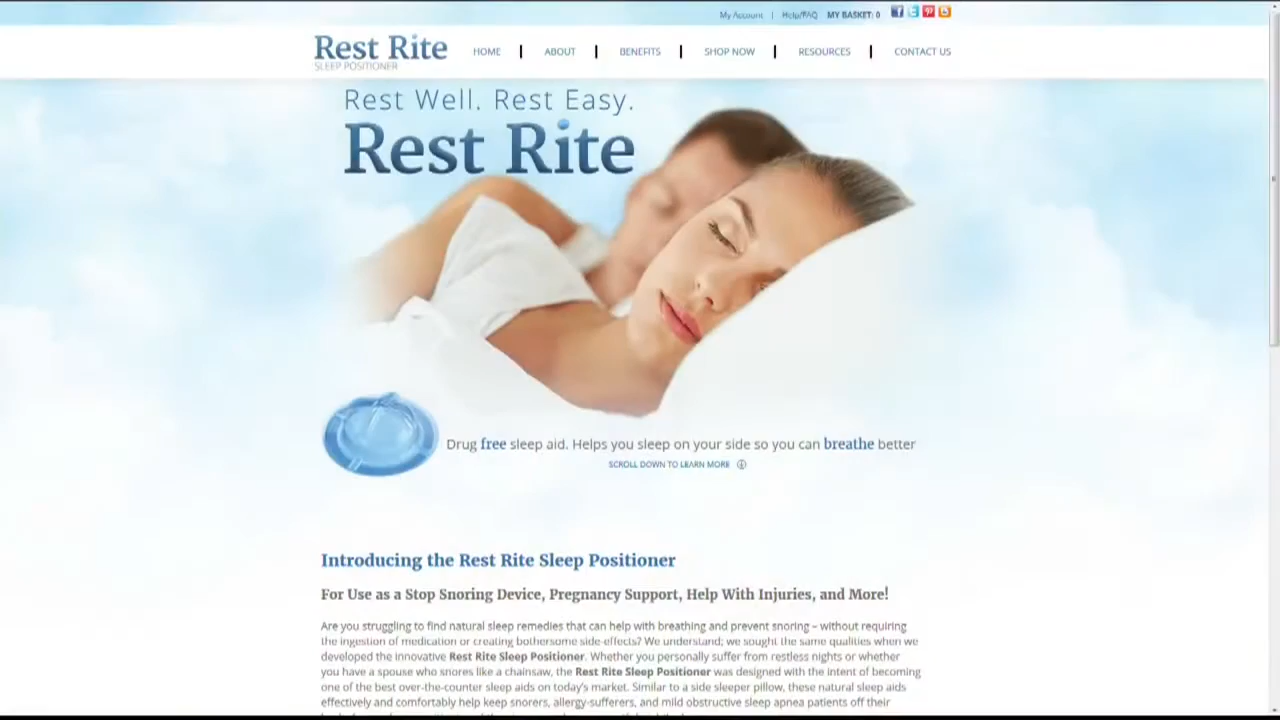 My Account | Help/FAQ MY BASKET: 0
Rest Rite
SLEEP POSITIONER
HOME | ABOUT | BENEFITS | SHOP NOW | RESOURCES | CONTACT US
Rest Well. Rest Easy.
Rest Rite
Drug free sleep aid. Helps you sleep on your side so you can breathe better
SCROLL DOWN TO LEARN MORE
Introducing the Rest Rite Sleep Positioner
For Use as a Stop Snoring Device, Pregnancy Support, Help With Injuries, and More!
Are you struggling to find natural sleep remedies that can help with breathing and prevent snoring – without requiring
the ingestion of medication or creating bothersome side-effects? We understand; we sought the same qualities when we
developed the innovative Rest Rite Sleep Positioner. Whether you personally suffer from restless nights or whether
you have a spouse who snores like a chainsaw, the Rest Rite Sleep Positioner was designed with the intent of becoming
one of the best over-the-counter sleep aids on today's market. Similar to a side sleeper pillow, these natural sleep aids
effectively and comfortably help keep snorers, allergy-sufferers, and mild obstructive sleep apnea patients off their